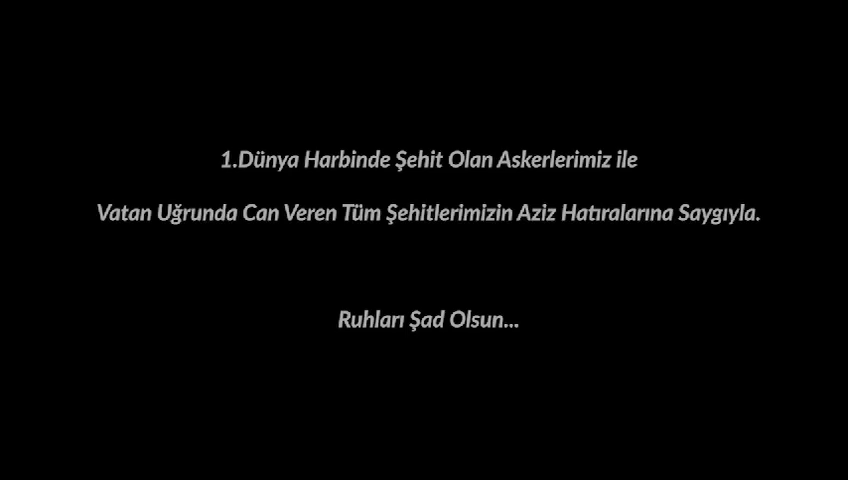 1.Dünya Harbinde Şehit Olan Askerlerimiz ile
Vatan Uğrunda Can Veren Tüm Şehitlerimizin Aziz Hatıralarına Saygıyla.
Ruhları Şad Olsun...